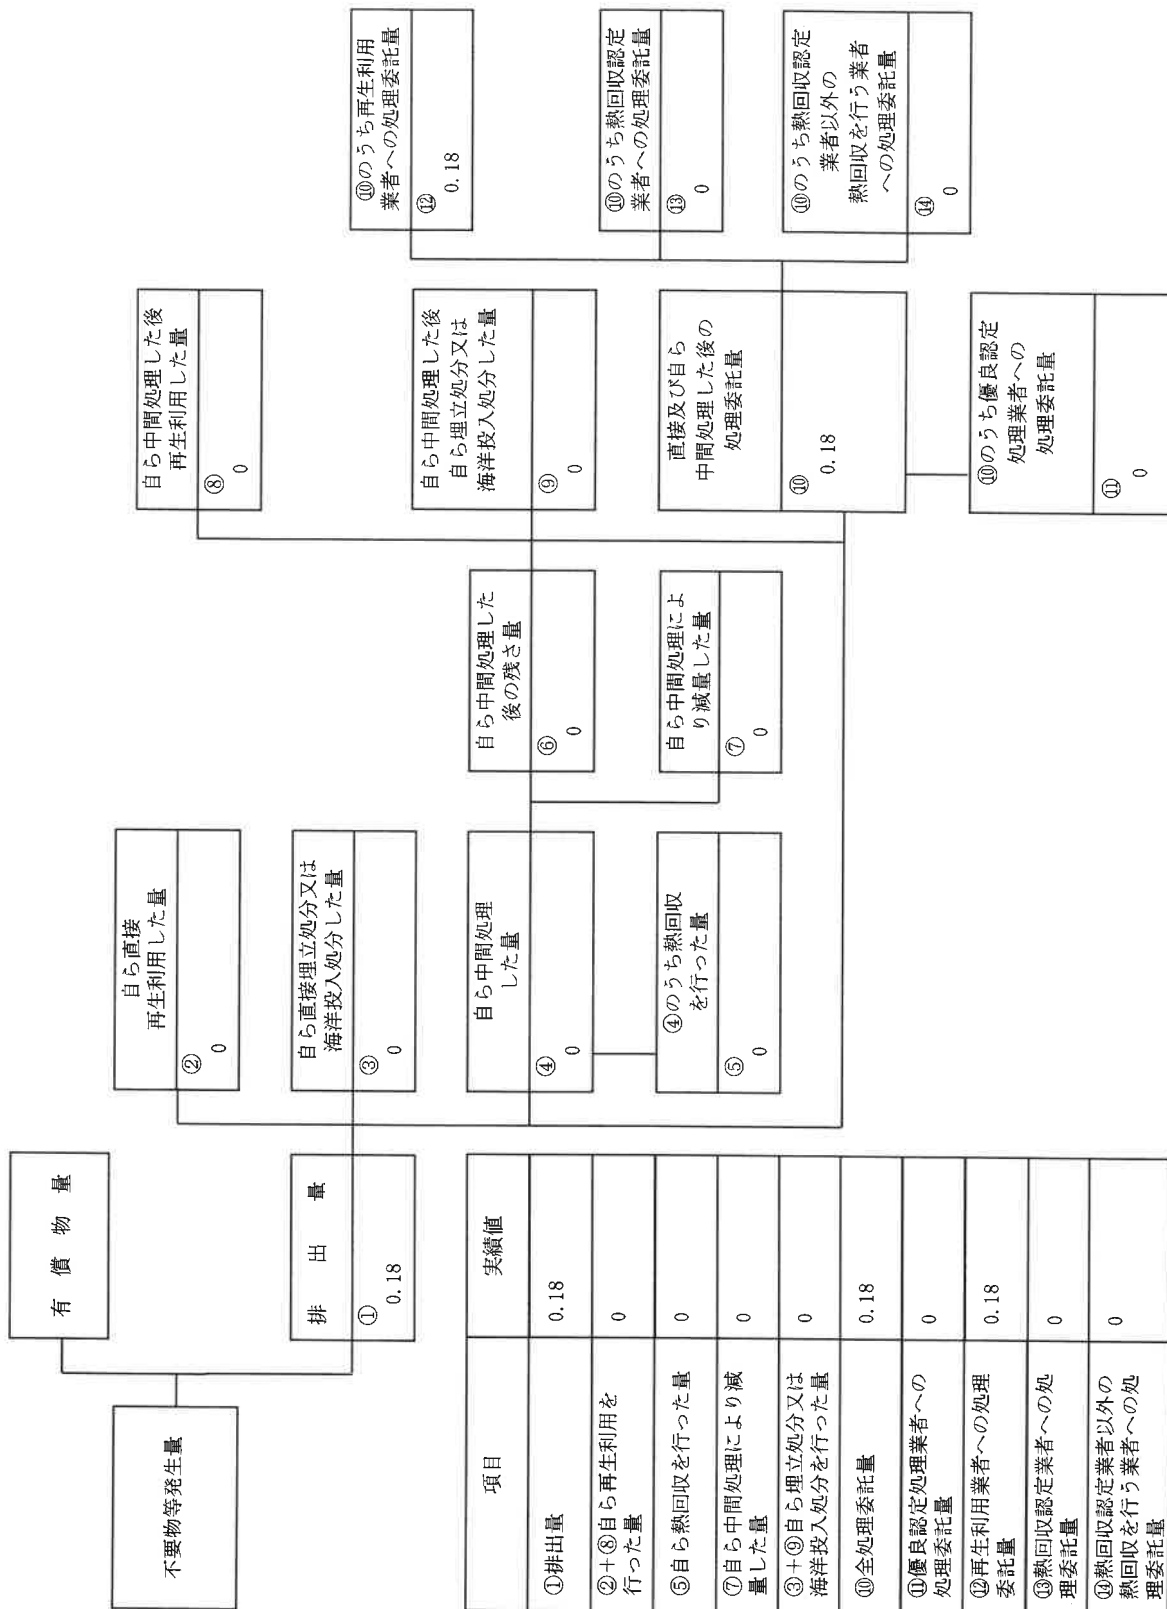 不要物等発生量
有償物量
排出量
①
0.18
自ら直接
再生利用した量
②
0
自ら直接埋立処分又は
海洋投入処分した量
③
0
自ら中間処理
した量
④
0
④のうち熱回収
を行った量
⑤
0
自ら中間処理した
後の残さ量
⑥
0
自ら中間処理によ
り減量した量
⑦
0
自ら中間処理した後
再生利用した量
⑧
0
自ら中間処理した後
自ら埋立処分又は
海洋投入処分した量
⑨
0
直接及び自ら
中間処理した後の
処理委託量
⑩
0.18
⑩のうち優良認定
処理業者への
処理委託量
⑪
0
⑩のうち再生利用
業者への処理委託量
⑫
0.18
⑩のうち熱回収認定
業者への処理委託量
⑬
0
⑩のうち熱回収認定
業者以外の
熱回収を行う業者
への処理委託量
⑭
0
項目 実績値
①排出量 0.18
②+⑧自ら再生利用を
行った量 0
⑤自ら熱回収を行った量 0
⑦自ら中間処理により減
量した量 0
③+⑨自ら埋立処分又は
海洋投入処分を行った量 0
⑩全処理委託量 0.18
⑪優良認定処理業者への
処理委託量 0
⑫再生利用業者への処理
委託量 0.18
⑬熱回収認定業者への処
理委託量 0
⑭熱回収認定業者以外の
熱回収を行う業者への処
理委託量 0